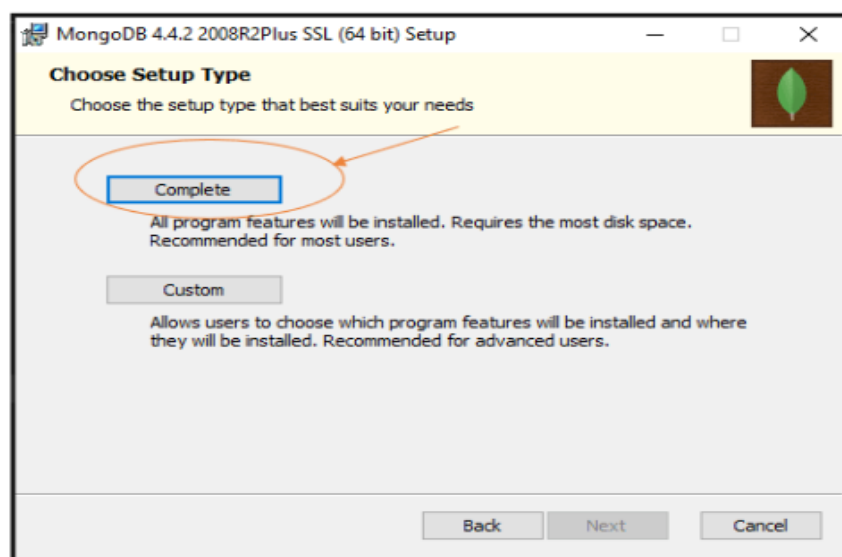 MongoDB 4.4.2 2008R2Plus SSL (64 bit) Setup
Choose Setup Type
Choose the setup type that best suits your needs
Complete
All program features will be installed. Requires the most disk space.
Recommended for most users.
Custom
Allows users to choose which program features will be installed and where
they will be installed. Recommended for advanced users.
Back
Next
Cancel